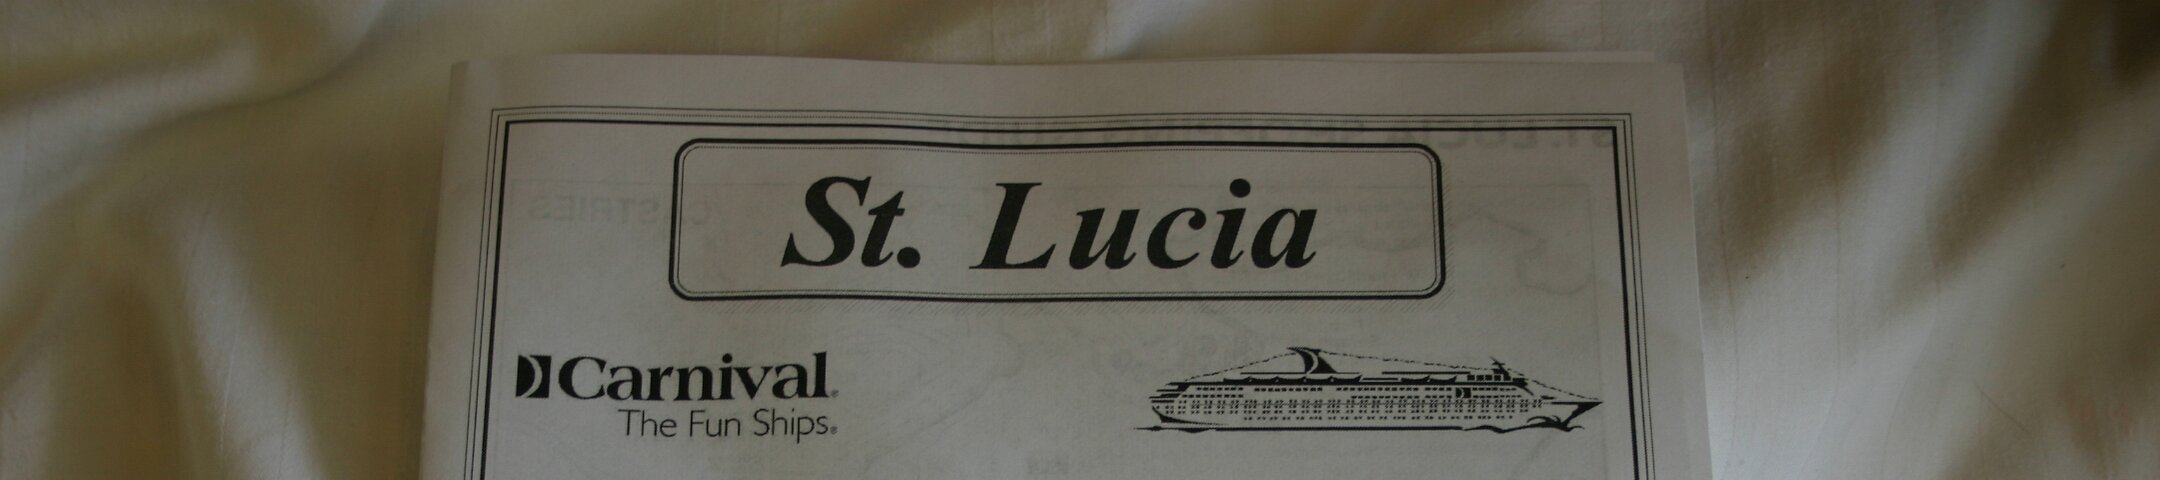 St. Lucia
Carnival®
The Fun Ships®